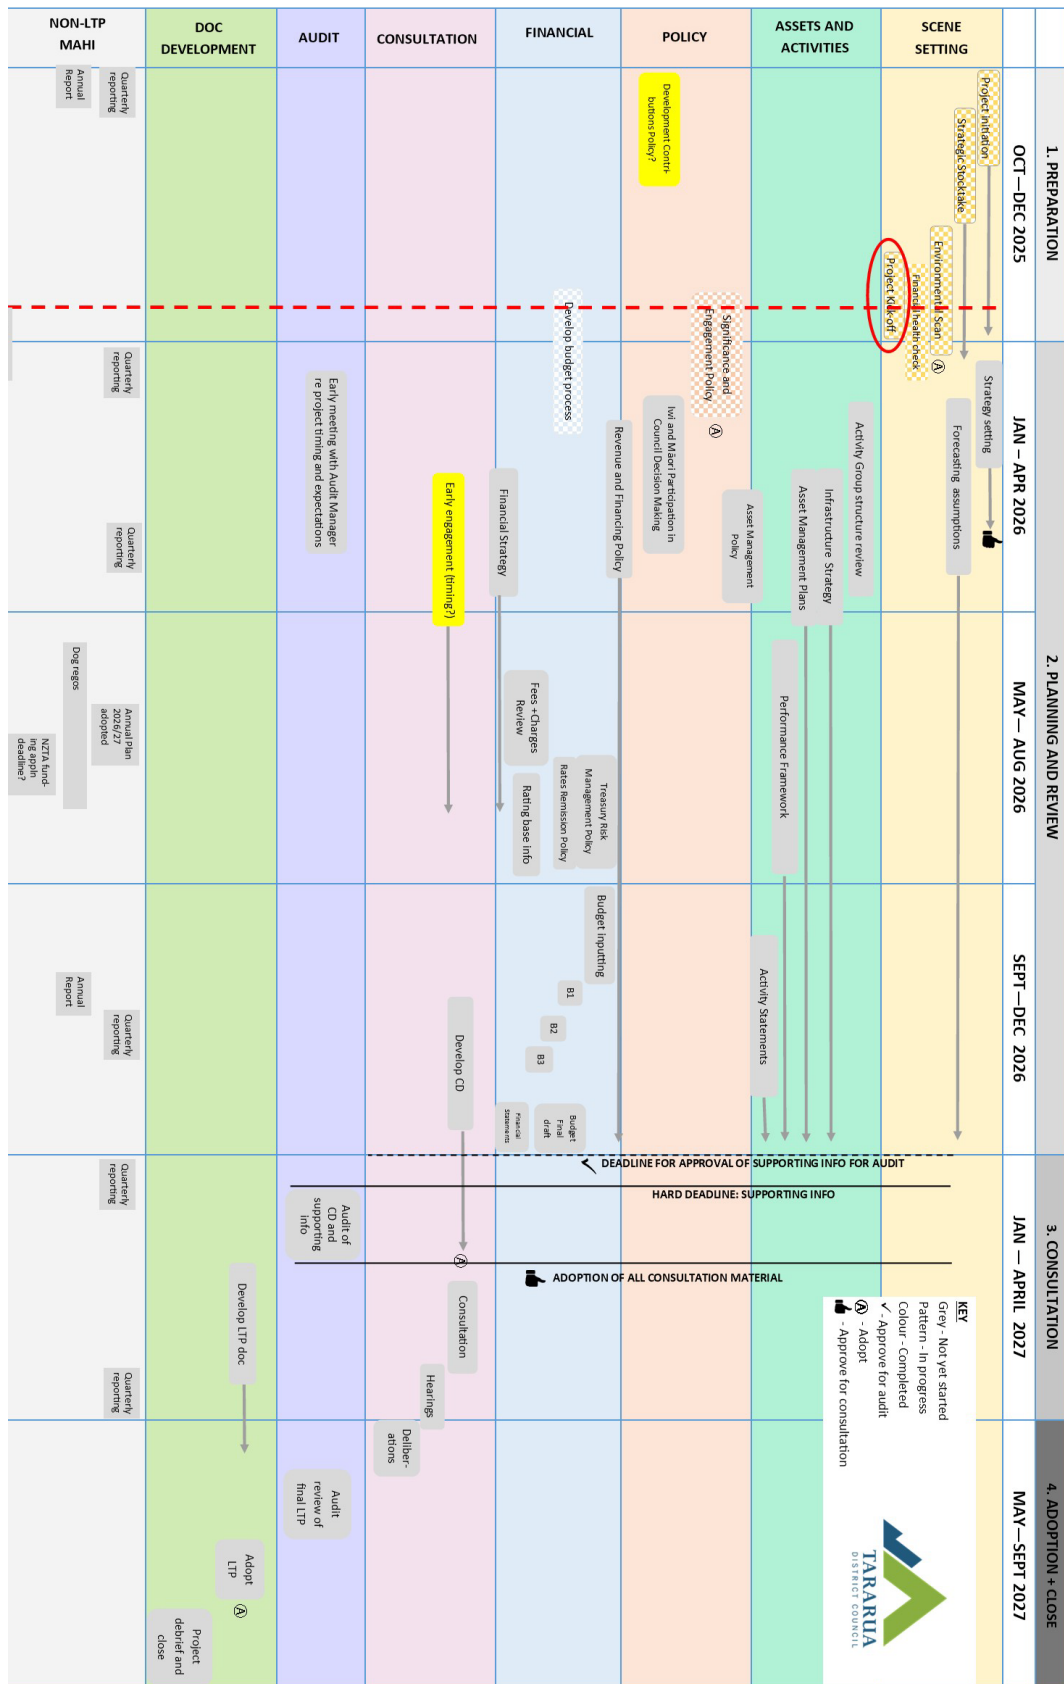 1. PREPARATION
2. PLANNING AND REVIEW
3. CONSULTATION
4. ADOPTION + CLOSE
OCT—DEC 2025
JAN – APR 2026
MAY— AUG 2026
SEPT—DEC 2026
JAN — APRIL 2027
MAY—SEPT 2027
SCENE
SETTING
Project initiation
Strategic Stocktake
Environmental Scan
Ⓐ
Financial health check
Project Kick-off
Strategy setting
Forecasting assumptions
KEY
Grey - Not yet started
Pattern - In progress
Colour - Completed
✓ - Approve for audit
Ⓐ - Adopt
👍 - Approve for consultation
TARARUA
DISTRICT COUNCIL
ASSETS AND
ACTIVITIES
Activity Group structure review
Infrastructure Strategy
Asset Management Plans
Performance Framework
Activity Statements
POLICY
Development Contri-
butions Policy?
Significance and
Engagement Policy
Ⓐ
Iwi and Māori Participation in
Council Decision Making
Asset Management
Policy
FINANCIAL
Develop budget process
Revenue and Financing Policy
Financial Strategy
Fees +Charges
Review
Treasury Risk
Management Policy
Rates Remission Policy
Rating base info
Budget inputting
B1
B2
B3
Budget
Final
draft
Financial
Statements
✓ DEADLINE FOR APPROVAL OF SUPPORTING INFO FOR AUDIT
HARD DEADLINE: SUPPORTING INFO
👍 ADOPTION OF ALL CONSULTATION MATERIAL
CONSULTATION
Early engagement (timing?)
Develop CD
Ⓐ
Consultation
Hearings
Deliber-
ations
AUDIT
Early meeting with Audit Manager
re project timing and expectations
Audit of
CD and
supporting
info
Audit
review of
final LTP
DOC
DEVELOPMENT
Develop LTP doc
Adopt
LTP
Ⓐ
Project
debrief and
close
NON-LTP
MAHI
Quarterly
reporting
Annual
Report
Quarterly
reporting
Quarterly
reporting
Annual Plan
2026/27
adopted
Dog regos
NZTA fund-
ing appln
deadline?
Quarterly
reporting
Annual
Report
Quarterly
reporting
Quarterly
reporting